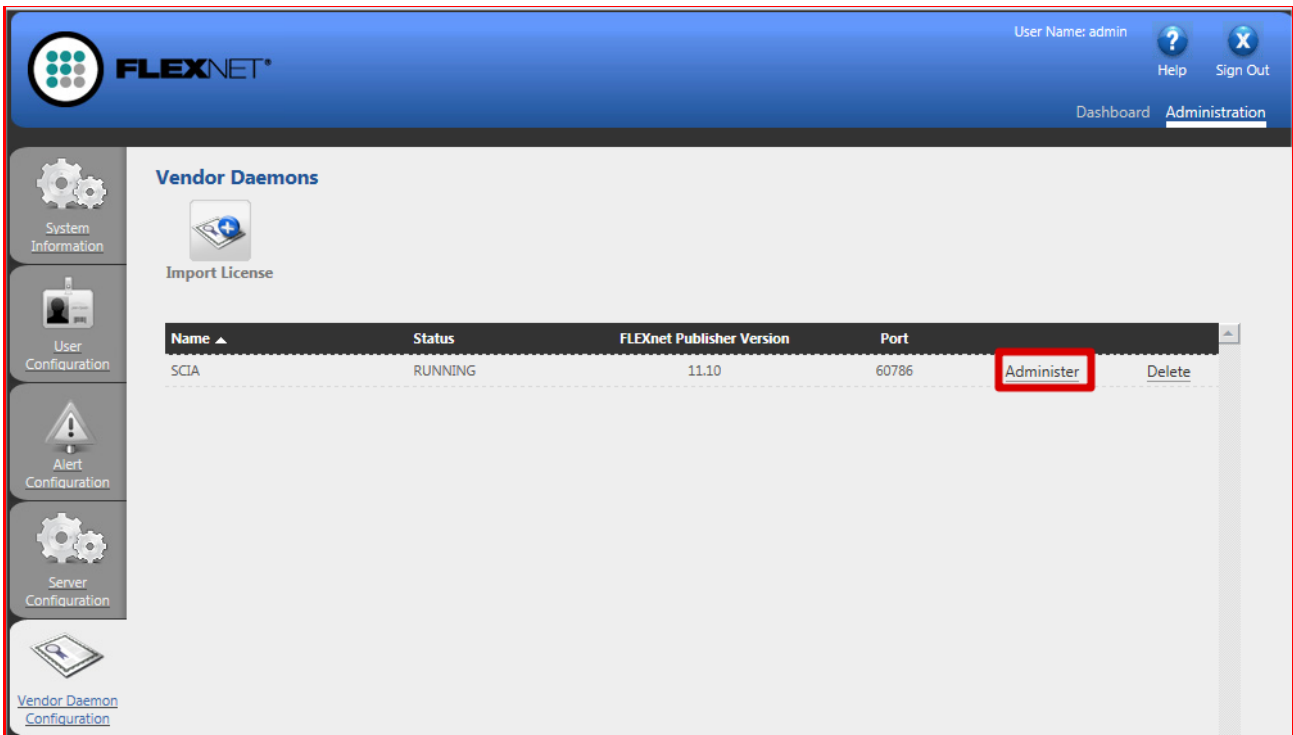 User Name: admin
FLEXNET
Help
Sign Out
Dashboard Administration
System
Information
User
Configuration
Alert
Configuration
Server
Configuration
Vendor Daemon
Configuration
Vendor Daemons
Import License
Name Status FLEXnet Publisher Version Port
SCIA RUNNING 11.10 60786 Administer Delete